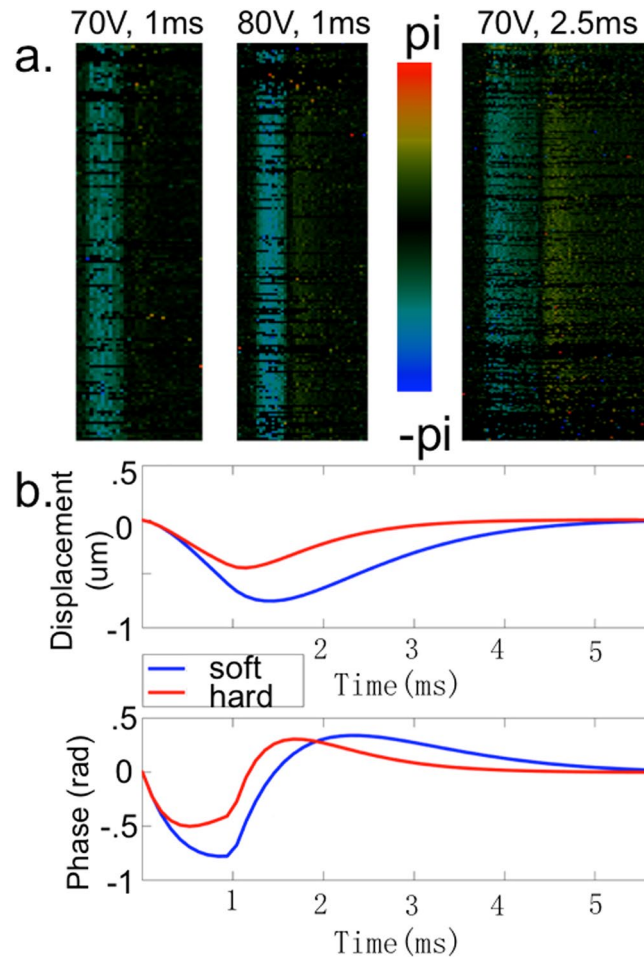 70V, 1ms 80V, 1ms 70V, 2.5ms
a.
pi
-pi
b.
.5
0
-1
Displacement
(um)
2 3 4 5
Time(ms)
soft
hard
.5
0
-.5
-1
Phase (rad)
1 2 3 4 5
Time(ms)